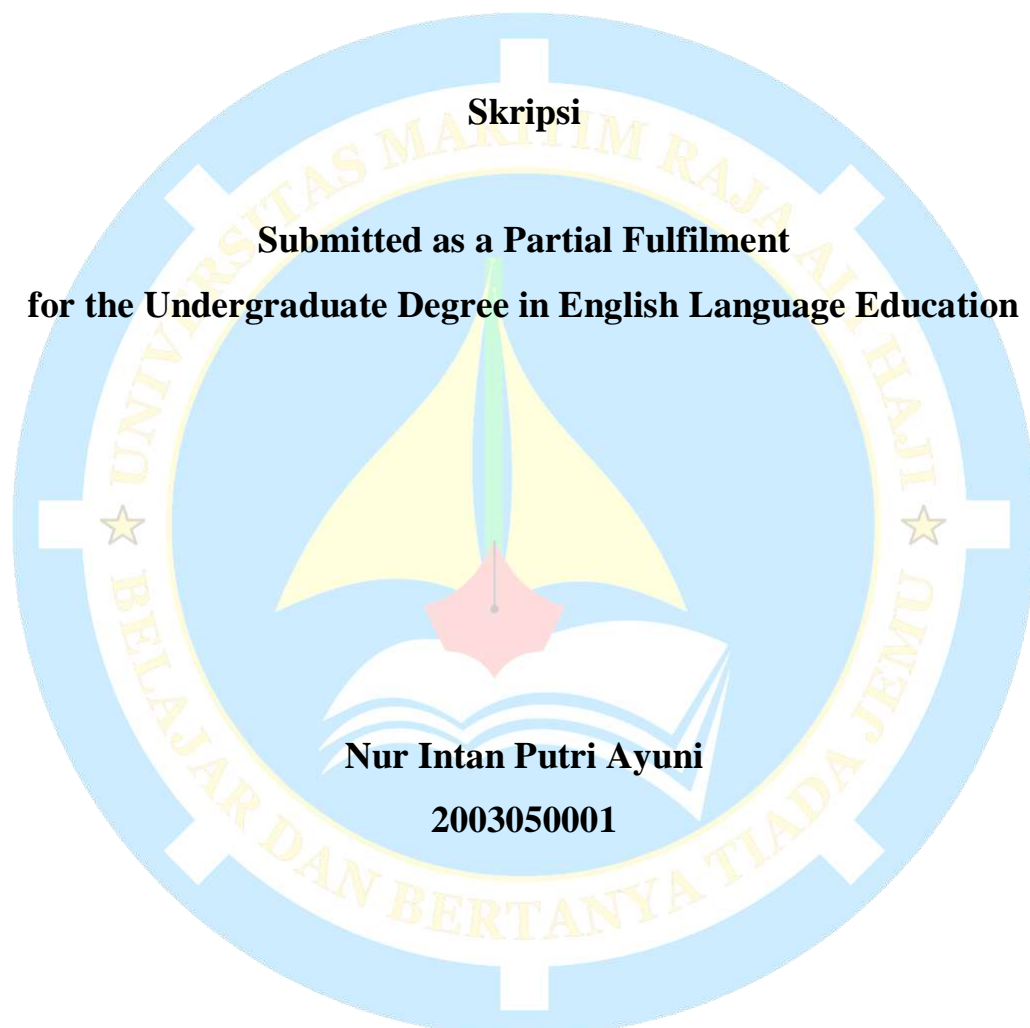 Skripsi
Submitted as a Partial Fulfilment
for the Undergraduate Degree in English Language Education
Nur Intan Putri Ayuni
2003050001
UNIVERSITAS MARITIM RAJA ALI HAJI
BELAJAR DAN BERTANYA TIADA JEMU